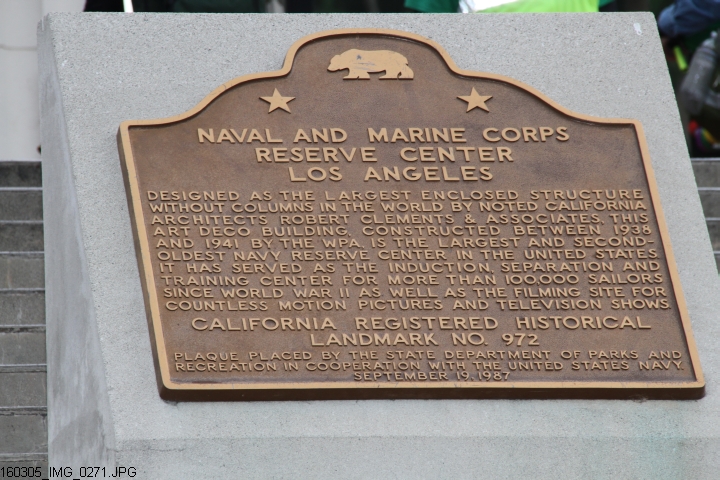 NAVAL AND MARINE CORPS
RESERVE CENTER
LOS ANGELES
DESIGNED AS THE LARGEST ENCLOSED STRUCTURE
WITHOUT COLUMNS IN THE WORLD BY NOTED CALIFORNIA
ARCHITECTS ROBERT CLEMENTS & ASSOCIATES, THIS
ART DECO BUILDING, CONSTRUCTED BETWEEN 1938
AND 1941 BY THE WPA, IS THE LARGEST AND SECOND-
OLDEST NAVY RESERVE CENTER IN THE UNITED STATES.
IT HAS SERVED AS THE INDUCTION, SEPARATION AND
TRAINING CENTER FOR MORE THAN 100,000 SAILORS
SINCE WORLD WAR II AS WELL AS THE FILMING SITE FOR
COUNTLESS MOTION PICTURES AND TELEVISION SHOWS.
CALIFORNIA REGISTERED HISTORICAL
LANDMARK NO. 972
PLAQUE PLACED BY THE STATE DEPARTMENT OF PARKS AND
RECREATION IN COOPERATION WITH THE UNITED STATES NAVY,
SEPTEMBER 19, 1987
160305_IMG_0271.JPG